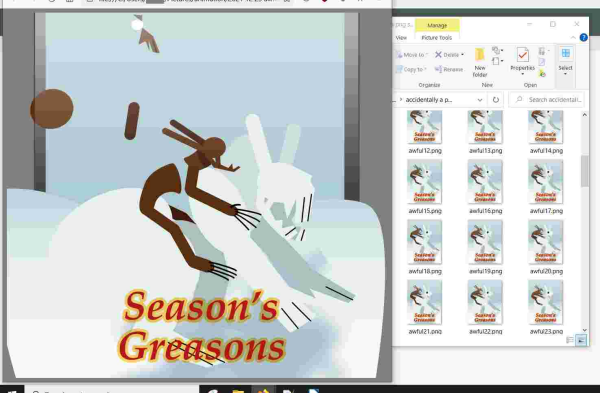 Manage
View
Picture Tools
Move to
Delete
Copy to
Rename
New
folder
Properties
Select
Organize
New
Open
accidentally a p...
Search accidentall...
awful12.png
awful13.png
awful14.png
awful15.png
awful16.png
awful17.png
awful18.png
awful19.png
awful20.png
awful21.png
awful22.png
awful23.png
Season's
Greasons